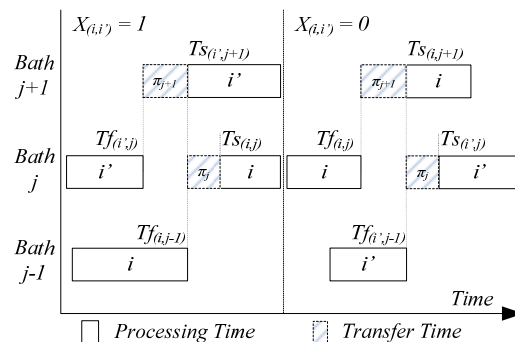 X(i,i') = 1
X(i,i') = 0
Bath j+1
πj+1
Ts(i',j+1)
i'
πj+1
Ts(i,j+1)
i
Bath j
Tf(i',j)
i'
πj
Ts(i,j)
i
Tf(i,j)
i
πj
Ts(i',j)
i'
Bath j-1
Tf(i,j-1)
i
Tf(i',j-1)
i'
Time
Processing Time
Transfer Time